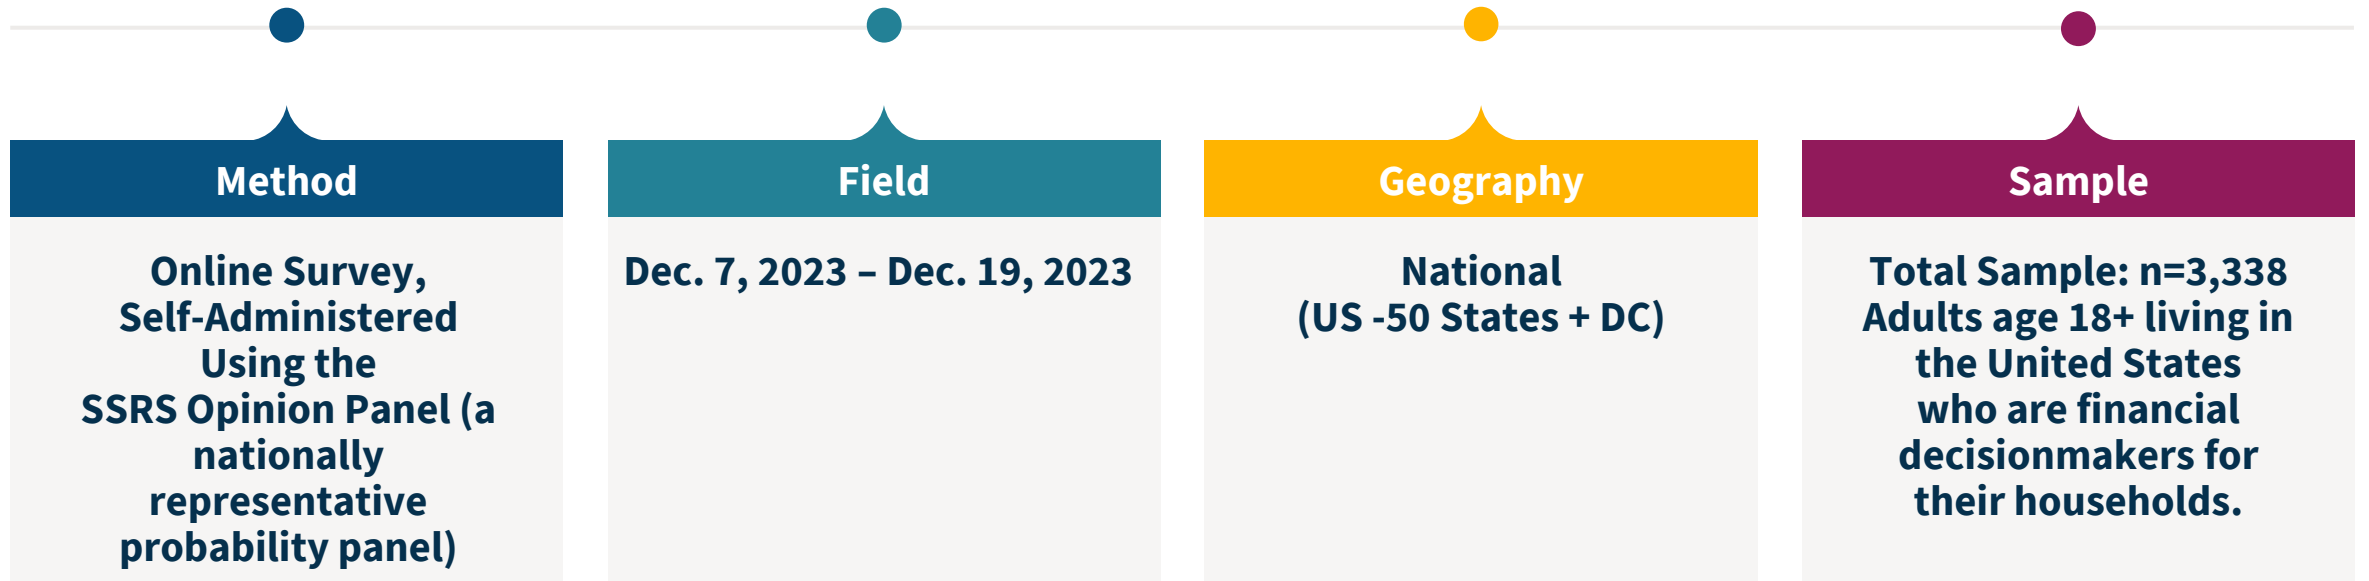 Method
Online Survey,
Self-Administered
Using the
SSRS Opinion Panel (a
nationally
representative
probability panel)
Field
Dec. 7, 2023 – Dec. 19, 2023
Geography
National
(US -50 States + DC)
Sample
Total Sample: n=3,338
Adults age 18+ living in
the United States
who are financial
decisionmakers for
their households.